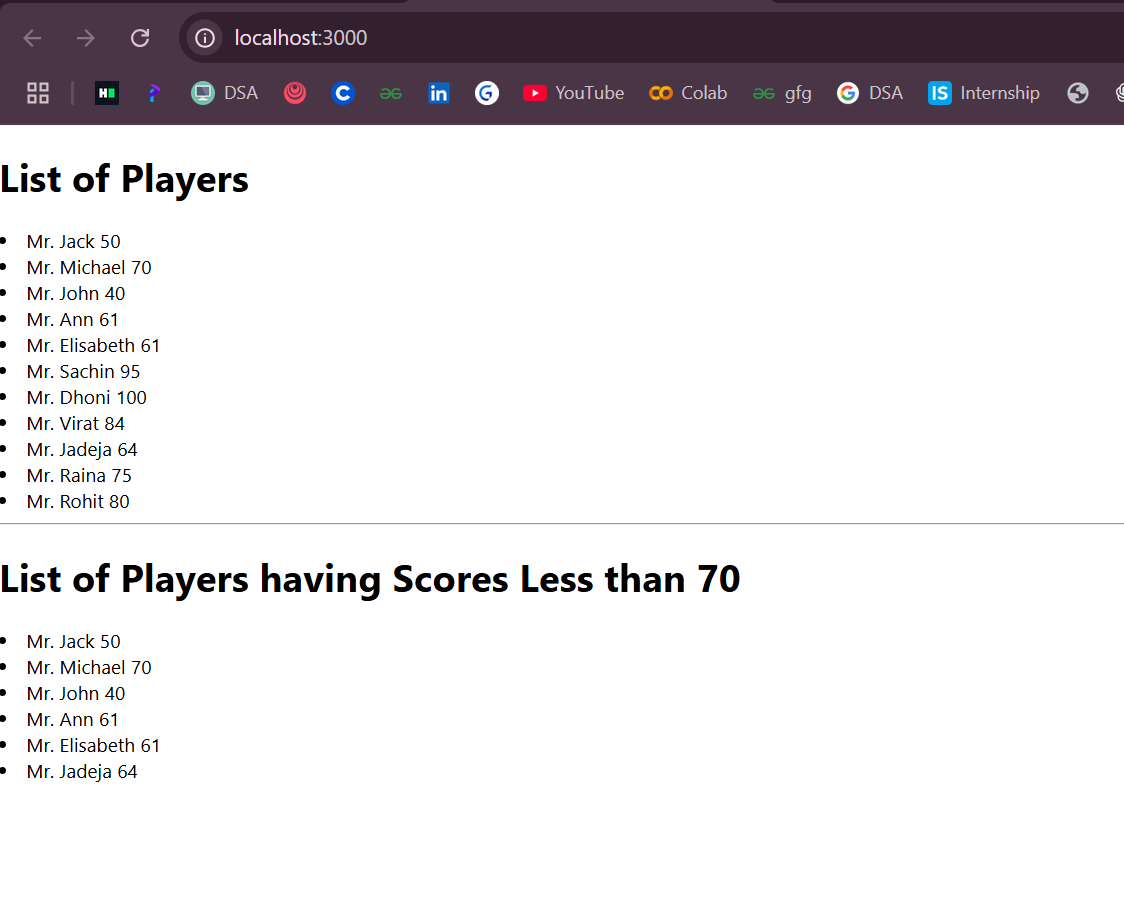 localhost:3000
DSA YouTube Colab gfg DSA IS Internship
List of Players
Mr. Jack 50
Mr. Michael 70
Mr. John 40
Mr. Ann 61
Mr. Elisabeth 61
Mr. Sachin 95
Mr. Dhoni 100
Mr. Virat 84
Mr. Jadeja 64
Mr. Raina 75
Mr. Rohit 80
List of Players having Scores Less than 70
Mr. Jack 50
Mr. Michael 70
Mr. John 40
Mr. Ann 61
Mr. Elisabeth 61
Mr. Jadeja 64